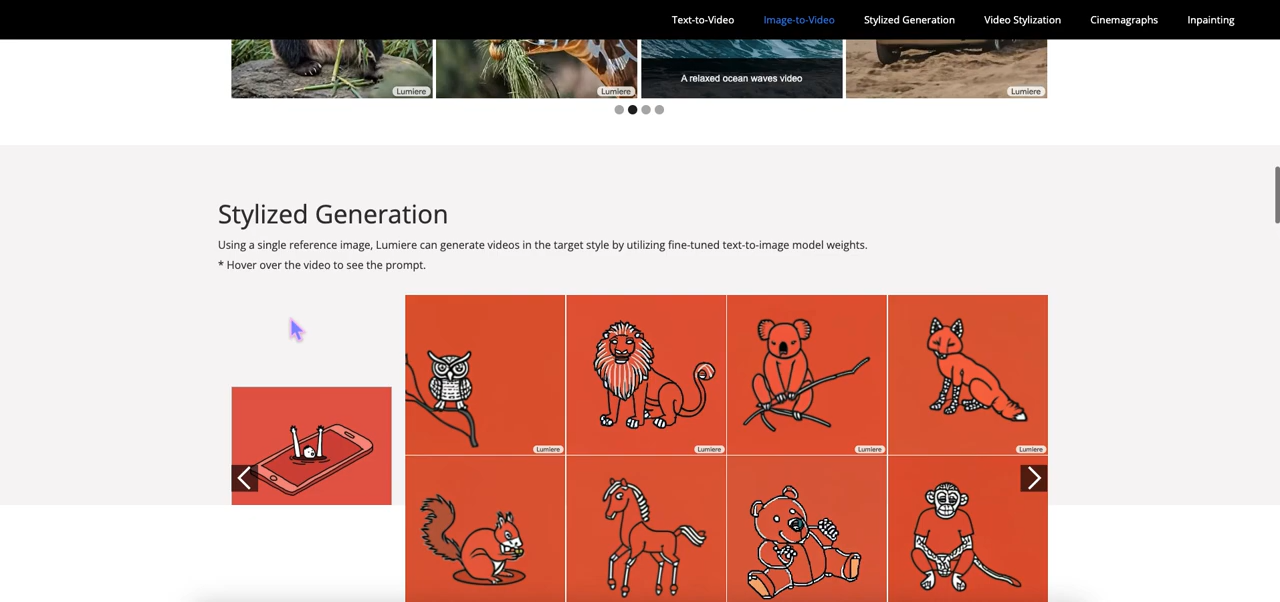 Text-to-Video Image-to-Video Stylized Generation Video Stylization Cinemagraphs Inpainting
Lumiere
Lumiere
A relaxed ocean waves video
Lumiere
Stylized Generation
Using a single reference image, Lumiere can generate videos in the target style by utilizing fine-tuned text-to-image model weights.
* Hover over the video to see the prompt.
Lumiere
Lumiere
Lumiere
Lumiere